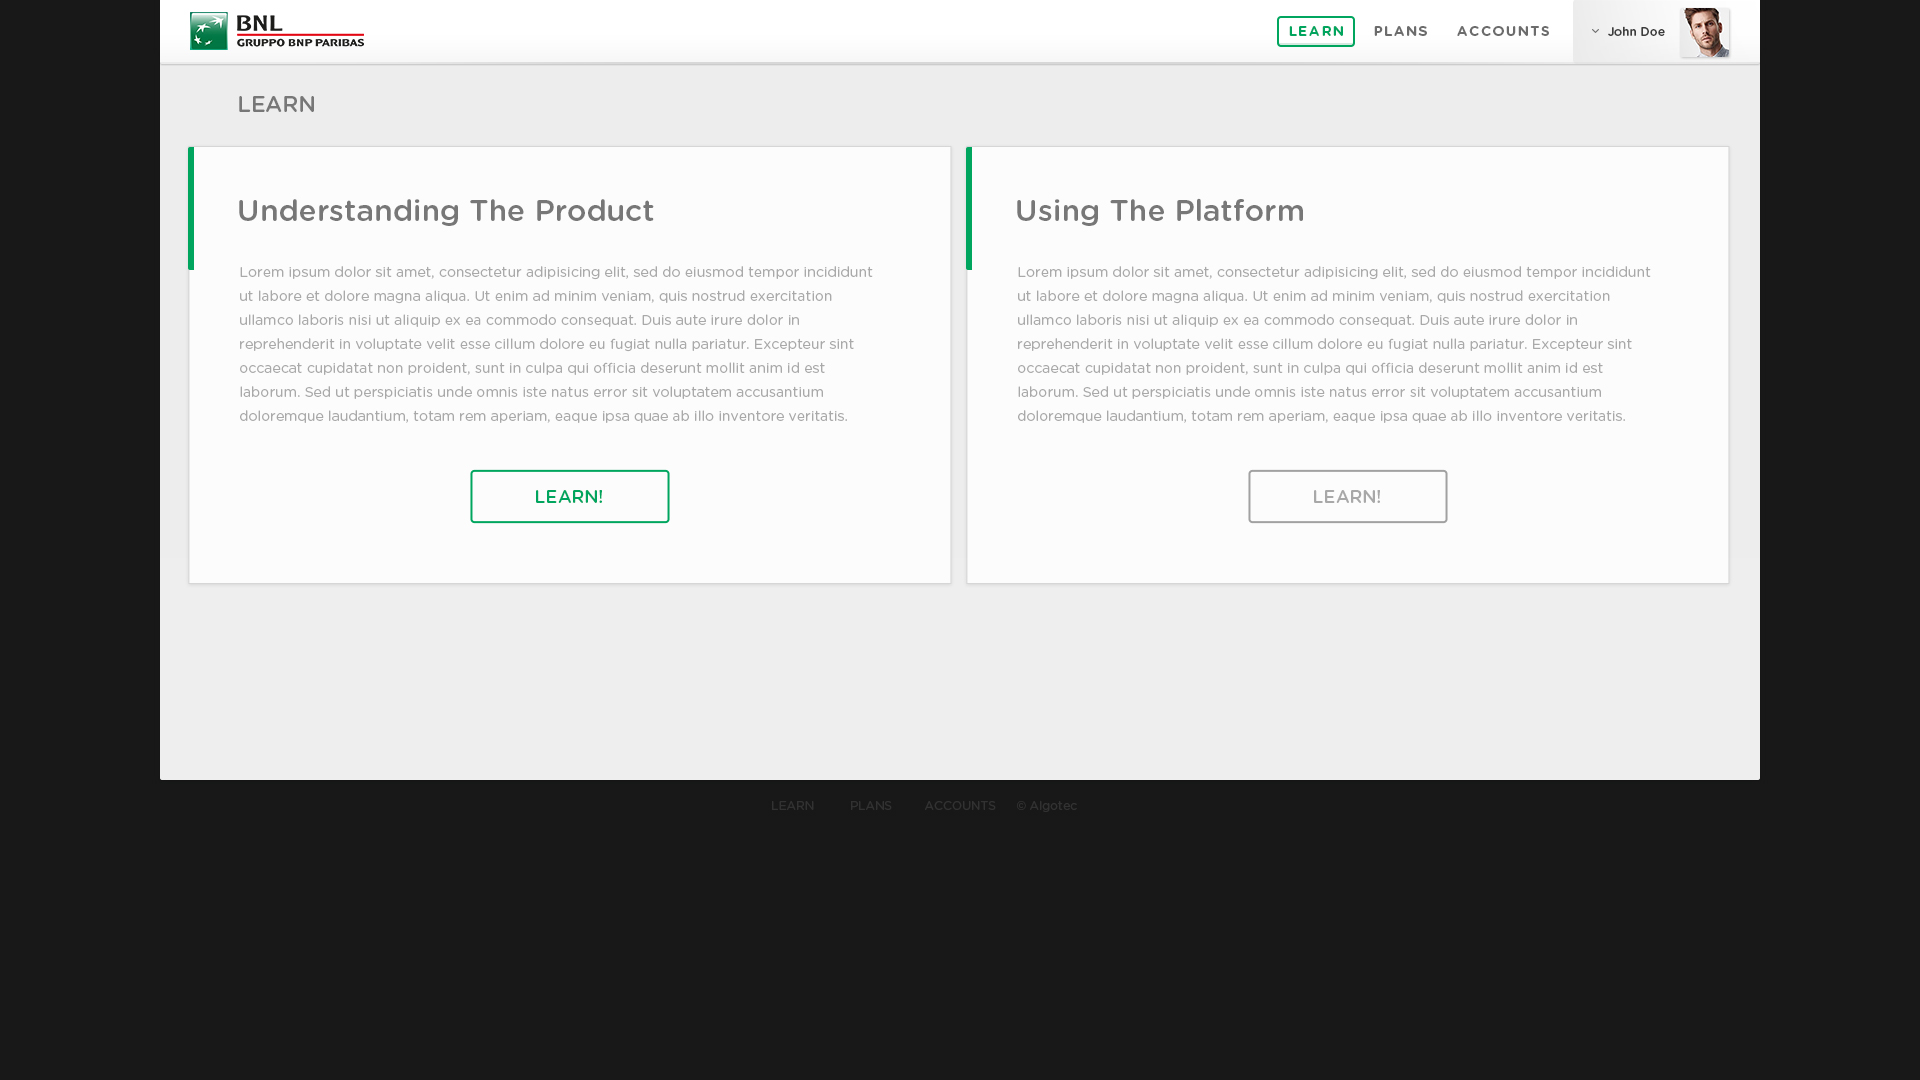 BNL
GRUPPO BNP PARIBAS
LEARN
PLANS
ACCOUNTS
John Doe
LEARN
Understanding The Product
Lorem ipsum dolor sit amet, consectetur adipisicing elit, sed do eiusmod tempor incididunt
ut labore et dolore magna aliqua. Ut enim ad minim veniam, quis nostrud exercitation
ullamco laboris nisi ut aliquip ex ea commodo consequat. Duis aute irure dolor in
reprehenderit in voluptate velit esse cillum dolore eu fugiat nulla pariatur. Excepteur sint
occaecat cupidatat non proident, sunt in culpa qui officia deserunt mollit anim id est
laborum. Sed ut perspiciatis unde omnis iste natus error sit voluptatem accusantium
doloremque laudantium, totam rem aperiam, eaque ipsa quae ab illo inventore veritatis.
LEARN!
Using The Platform
Lorem ipsum dolor sit amet, consectetur adipisicing elit, sed do eiusmod tempor incididunt
ut labore et dolore magna aliqua. Ut enim ad minim veniam, quis nostrud exercitation
ullamco laboris nisi ut aliquip ex ea commodo consequat. Duis aute irure dolor in
reprehenderit in voluptate velit esse cillum dolore eu fugiat nulla pariatur. Excepteur sint
occaecat cupidatat non proident, sunt in culpa qui officia deserunt mollit anim id est
laborum. Sed ut perspiciatis unde omnis iste natus error sit voluptatem accusantium
doloremque laudantium, totam rem aperiam, eaque ipsa quae ab illo inventore veritatis.
LEARN!
LEARN
PLANS
ACCOUNTS
© Algotec